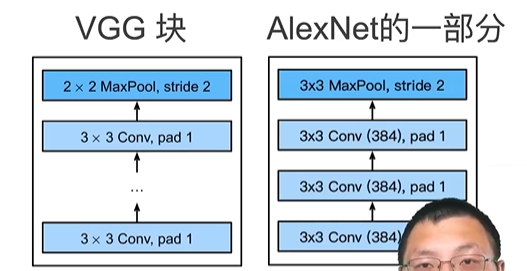 VGG 块
2 × 2 MaxPool, stride 2
3 × 3 Conv, pad 1
...
3 × 3 Conv, pad 1
AlexNet的一部分
3x3 MaxPool, stride 2
3x3 Conv (384), pad 1
3x3 Conv (384), pad 1
3x3 Conv (384)